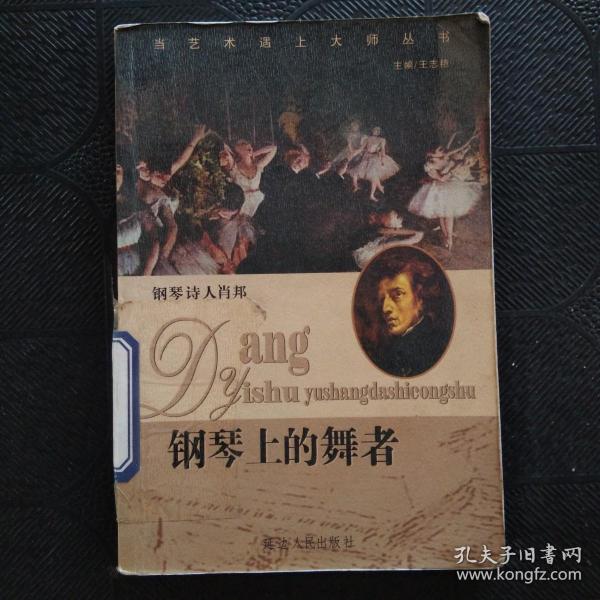 当艺术遇上大师丛书
主编/王志艳
钢琴诗人肖邦
Dang
Yishu yushangdashicongshu
钢琴上的舞者
延边人民出版社
孔夫子旧书网
www.kongfz.com